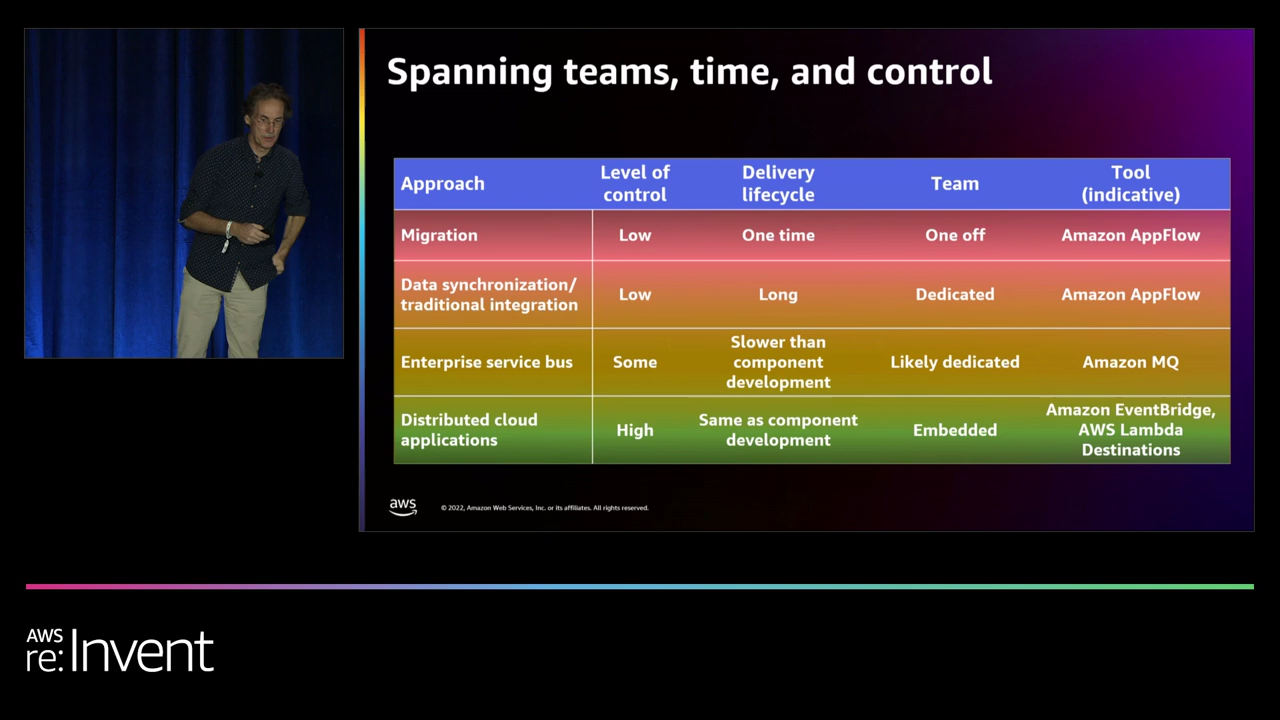 Spanning teams, time, and control
Approach
Level of
control
Delivery
lifecycle
Team
Tool
(indicative)
Migration
Low
One time
One off
Amazon AppFlow
Data synchronization/
traditional integration
Low
Long
Dedicated
Amazon AppFlow
Enterprise service bus
Some
Slower than
component
development
Likely dedicated
Amazon MQ
Distributed cloud
applications
High
Same as component
development
Embedded
Amazon EventBridge,
AWS Lambda
Destinations
aws
© 2022, Amazon Web Services, Inc. or its affiliates. All rights reserved.
AWS
re:Invent